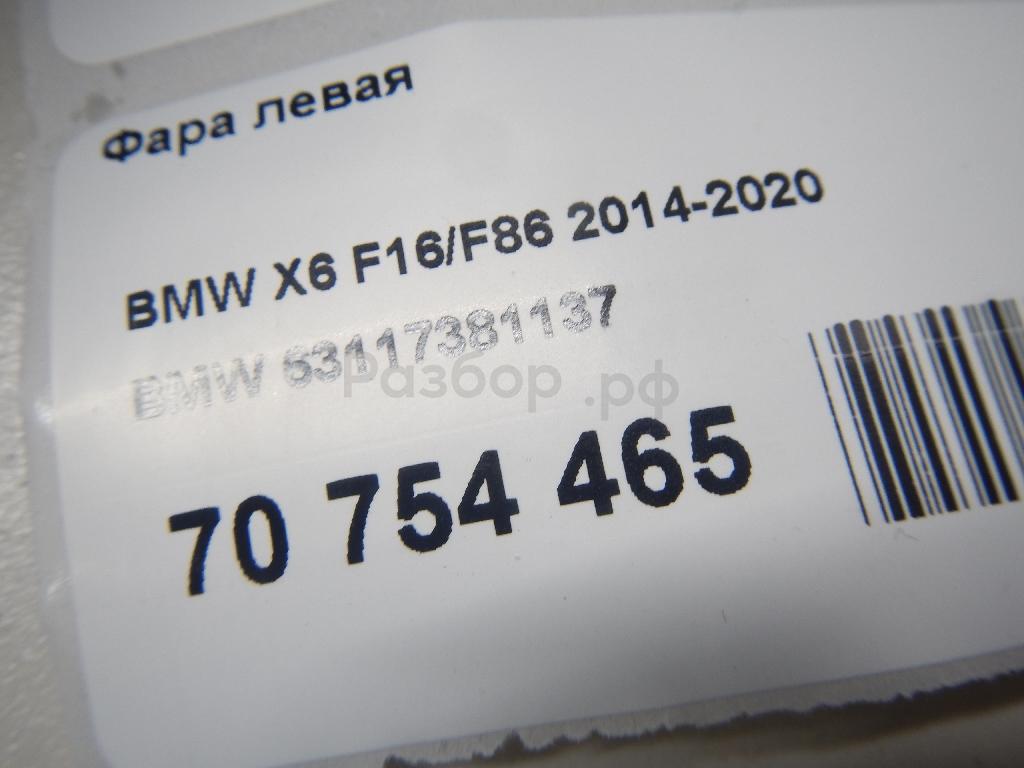 Фара левая
BMW X6 F16/F86 2014-2020
BMW 63117381137
Разбор.рф
70 754 465